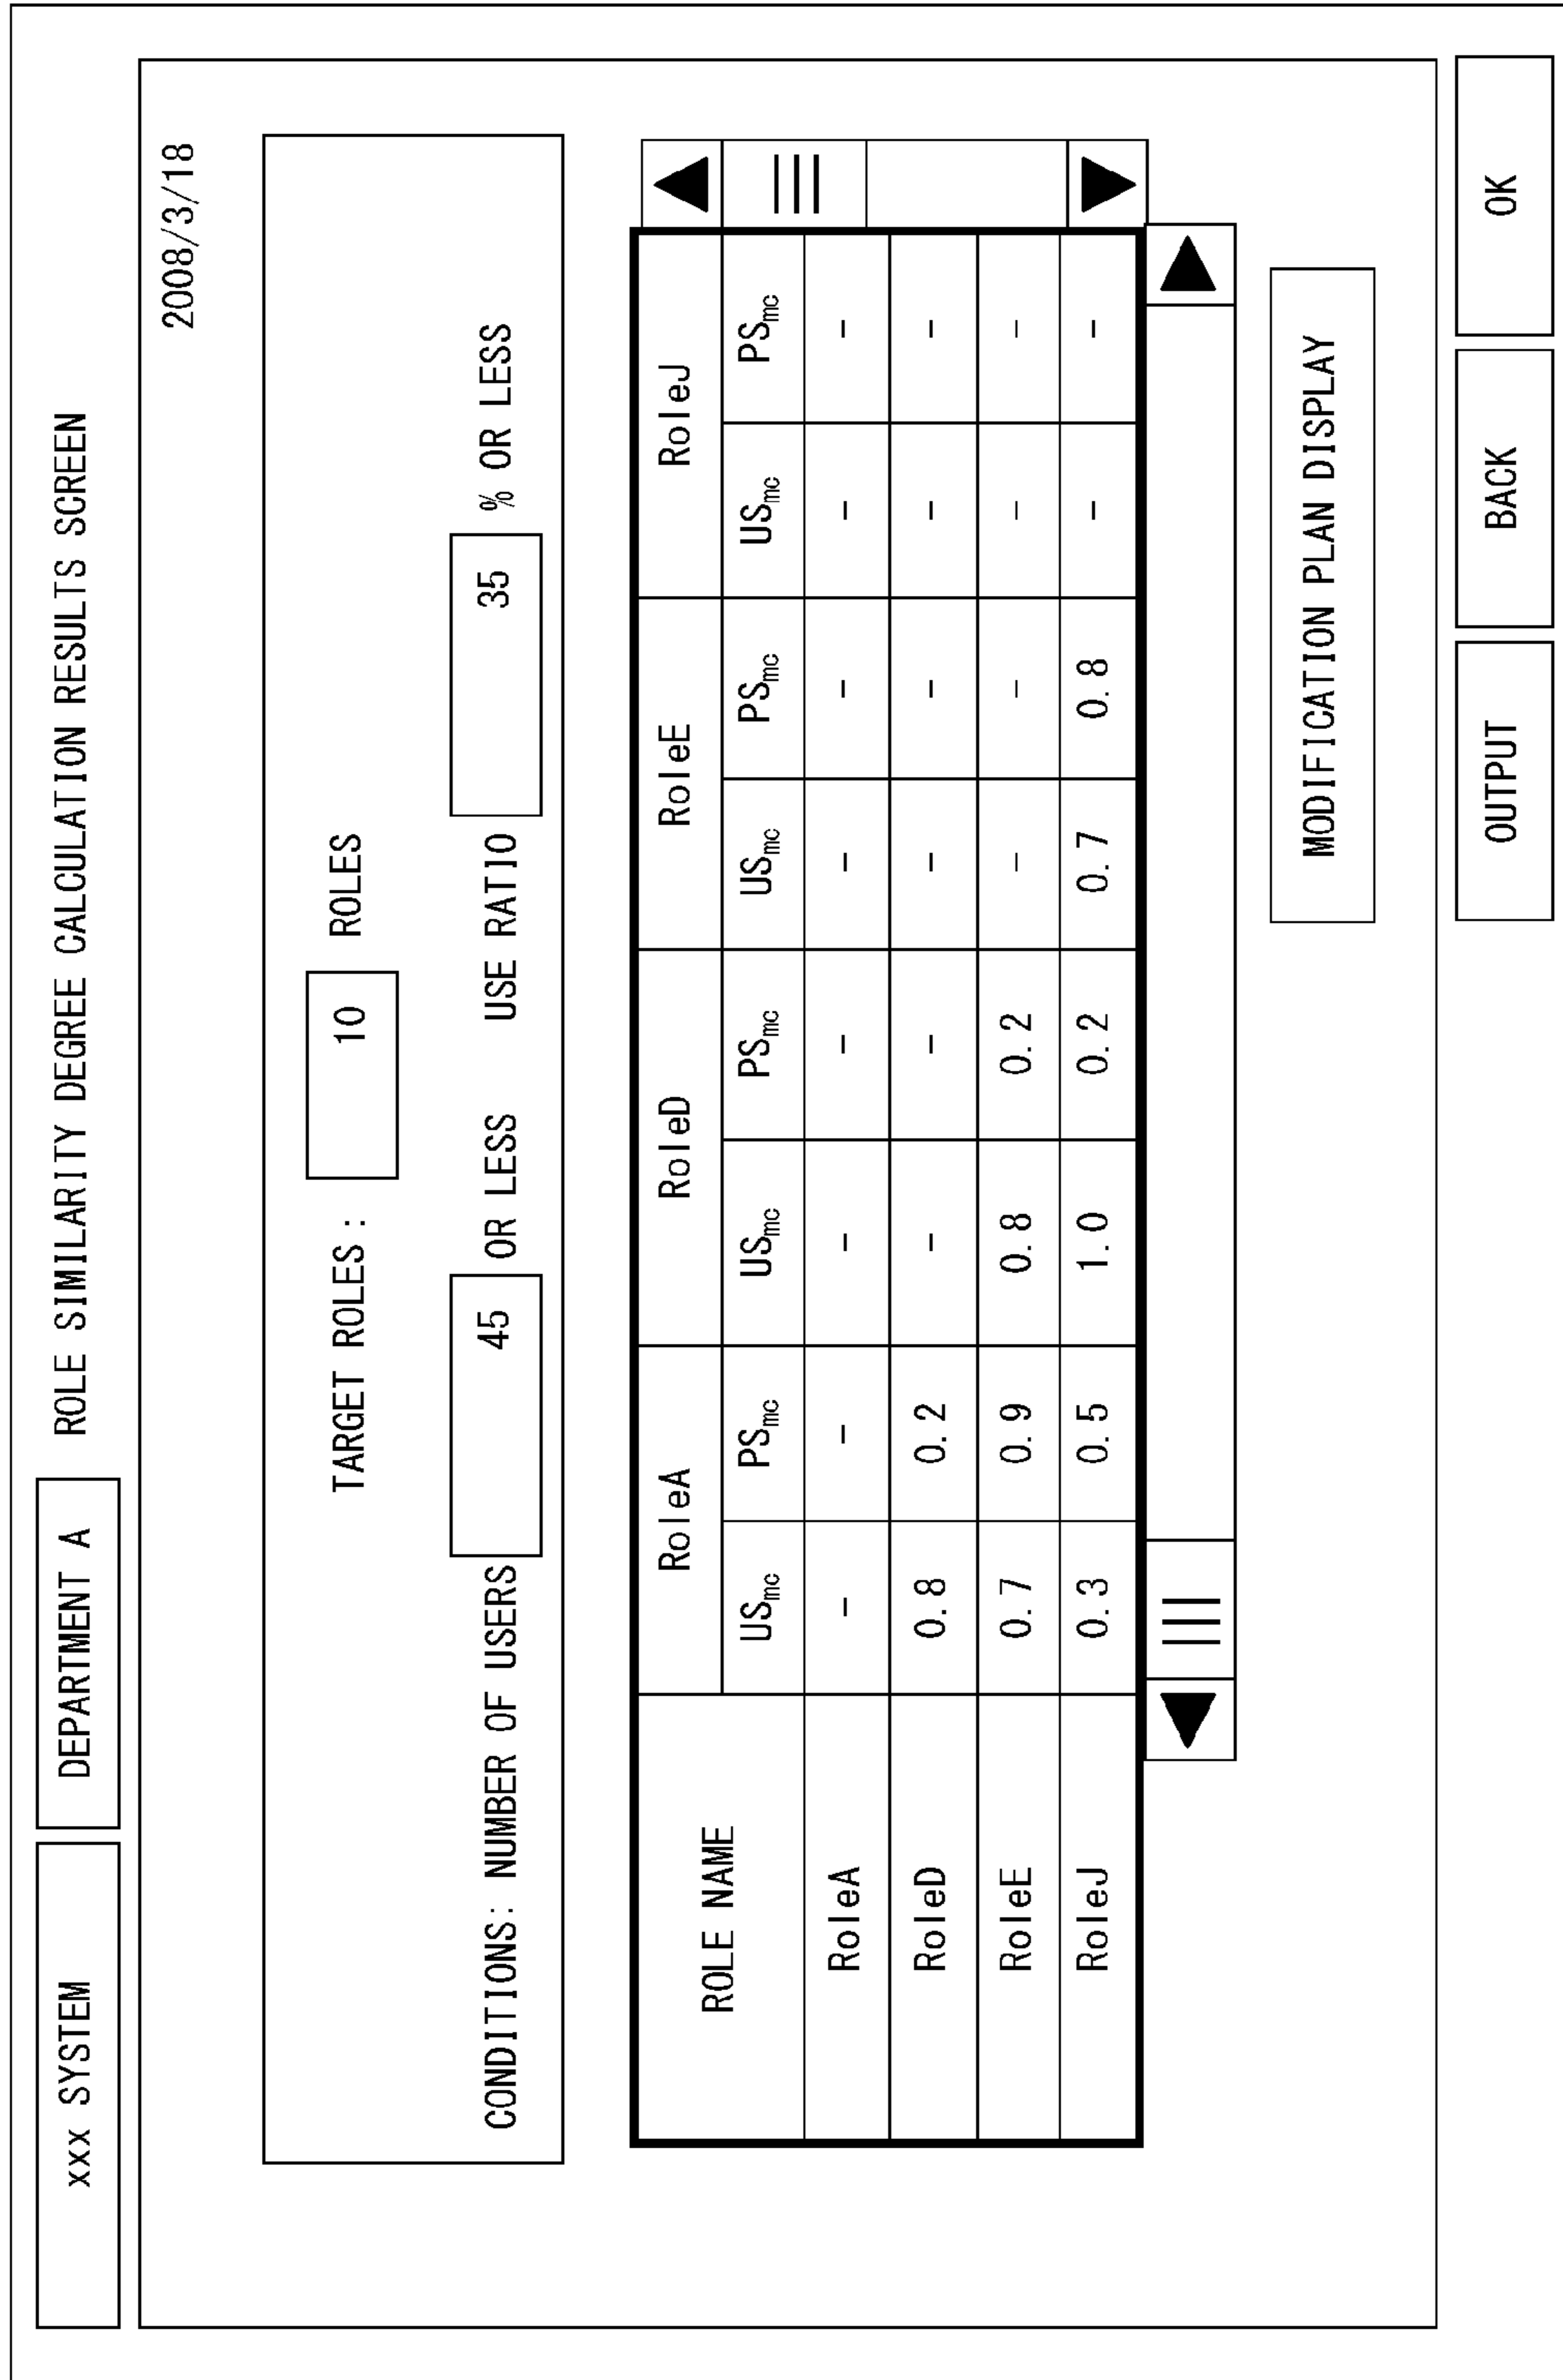 xxx SYSTEM DEPARTMENT A ROLE SIMILARITY DEGREE CALCULATION RESULTS SCREEN
2008/3/18
TARGET ROLES : 10 ROLES
CONDITIONS: NUMBER OF USERS 45 OR LESS USE RATIO 35 % OR LESS
ROLE NAME RoleA RoleD RoleE RoleJ
USmc PSmc USmc PSmc USmc PSmc USmc PSmc
RoleA - - - - - - - -
RoleD 0.8 0.2 - - - - - -
RoleE 0.7 0.9 0.8 0.2 - - - -
RoleJ 0.3 0.5 1.0 0.2 0.7 0.8 - -
MODIFICATION PLAN DISPLAY
OUTPUT BACK OK